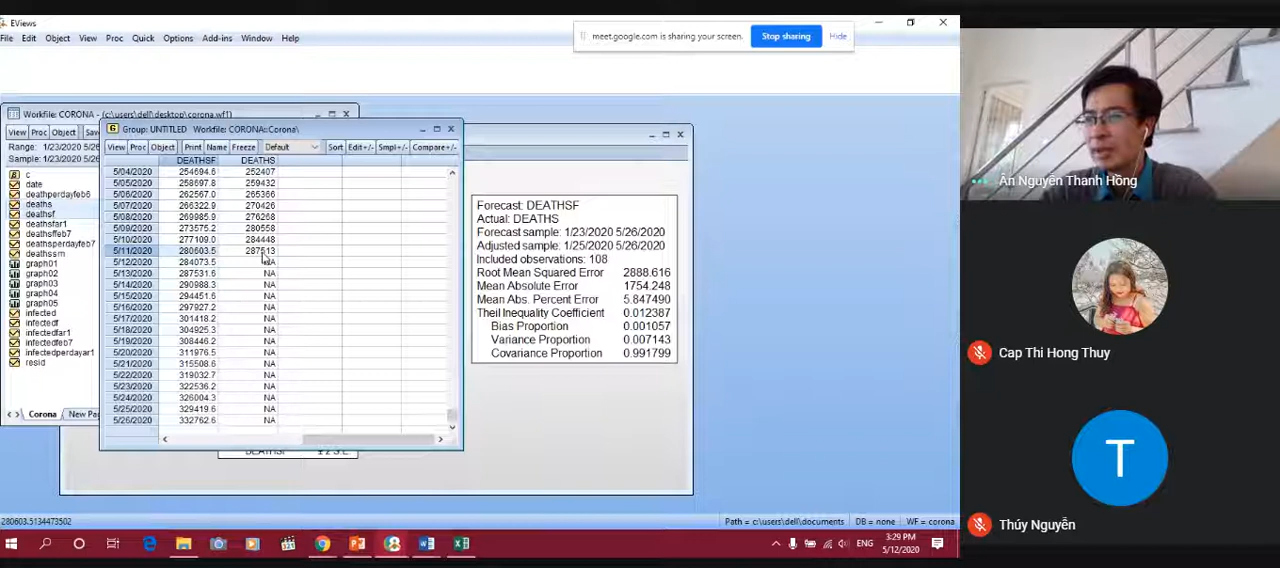 EViews
File Edit Object View Proc Quick Options Add-ins Window Help
meet.google.com is sharing your screen. Stop sharing Hide
Workfile: CORONA - (c:\users\dell\desktop\corona.wf1)
View Proc Object
Range: 1/23/2020 5/26
Sample: 1/23/2020 5/26
c
date
deathperdayfeb6
deaths
deathsf
deathsfar1
deathsffeb7
deathsperdayfeb7
deathssm
graph01
graph02
graph03
graph04
graph05
infected
infectedf
infectedfar1
infectedfeb7
infectedperdayar1
resid
Corona New Pa
Group: UNTITLED Workfile: CORONA::Corona\
View Proc Object Print Name Freeze Default Sort Edit+/- Smpl+/- Compare+/-
DEATHSF DEATHS
5/04/2020 254694.6 252407
5/05/2020 258697.8 259432
5/06/2020 262567.0 265366
5/07/2020 266322.9 270426
5/08/2020 269985.9 276268
5/09/2020 273575.2 280558
5/10/2020 277109.0 284448
5/11/2020 280603.5 287513
5/12/2020 284073.5 NA
5/13/2020 287531.6 NA
5/14/2020 290988.3 NA
5/15/2020 294451.6 NA
5/16/2020 297927.2 NA
5/17/2020 301418.2 NA
5/18/2020 304925.3 NA
5/19/2020 308446.2 NA
5/20/2020 311976.5 NA
5/21/2020 315508.6 NA
5/22/2020 319032.7 NA
5/23/2020 322536.2 NA
5/24/2020 326004.3 NA
5/25/2020 329419.6 NA
5/26/2020 332762.6 NA
Forecast: DEATHSF
Actual: DEATHS
Forecast sample: 1/23/2020 5/26/2020
Adjusted sample: 1/25/2020 5/26/2020
Included observations: 108
Root Mean Squared Error 2888.616
Mean Absolute Error 1754.248
Mean Abs. Percent Error 5.847490
Theil Inequality Coefficient 0.012387
Bias Proportion 0.001057
Variance Proportion 0.007143
Covariance Proportion 0.991799
280603.5134473502
Path = c:\users\dell\documents DB = none WF = corona
ENG
3:29 PM
5/12/2020
Ân Nguyễn Thanh Hồng
Cap Thi Hong Thuy
T
Thúy Nguyễn